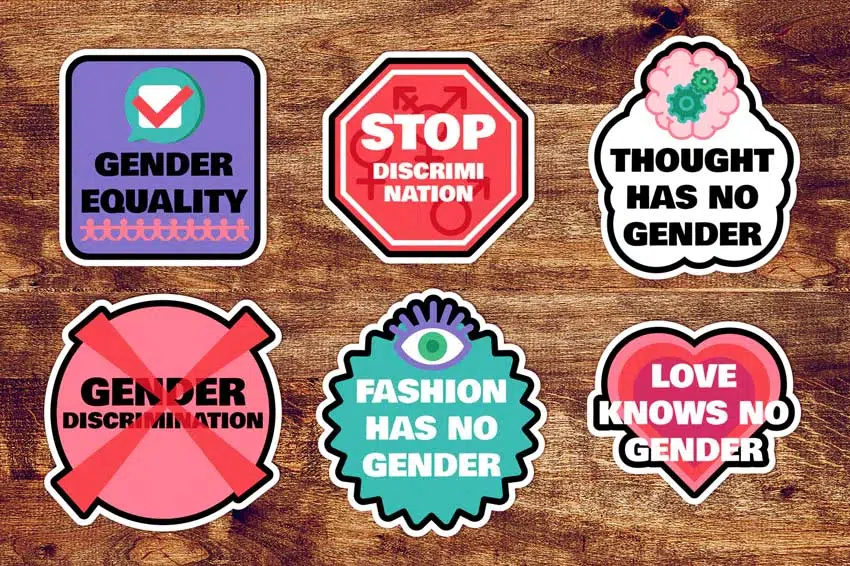 GENDER
EQUALITY
STOP
DISCRIMI
NATION
THOUGHT
HAS NO
GENDER
GENDER
DISCRIMINATION
FASHION
HAS NO
GENDER
LOVE
KNOWS NO
GENDER